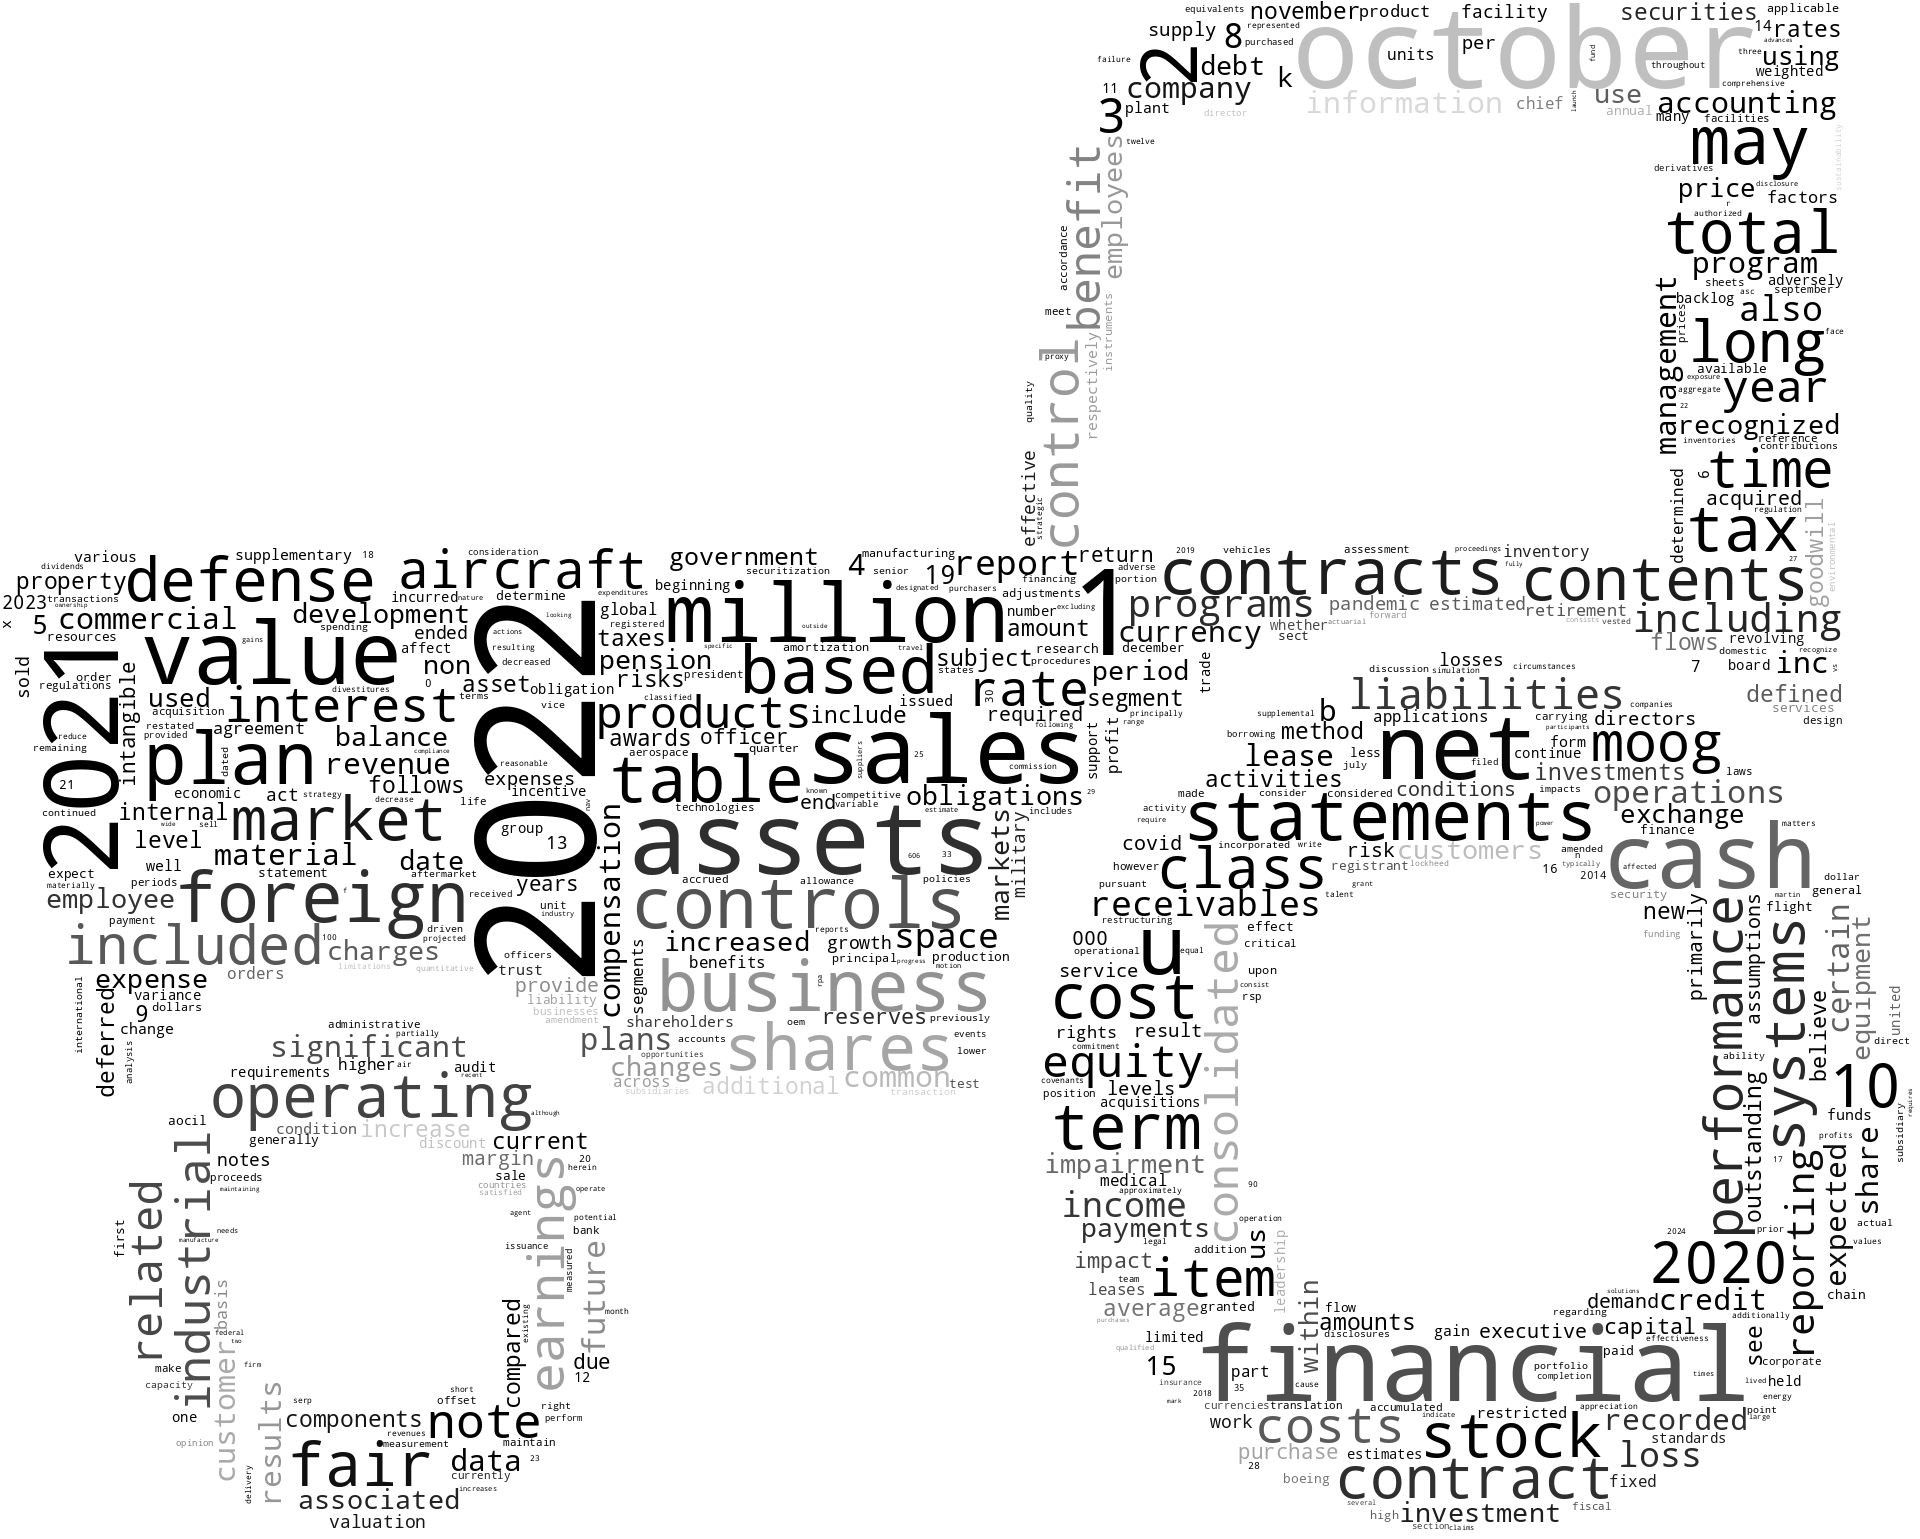 equivalents november product facility securities applicable
supply 8 represented purchased october units per fund 14 rates advances
failure 2 debt k throughout three using weighted
11 company information chief launch use annual comprehensive accounting
3 plant director many facilities
twelve may sustainability
benefit employees derivatives
price disclosure factors
r authorized
total
accordance program
sheets adversely
management backlog asc september
meet instruments prices also
control respectively long face
proxy available
exposure year
quality aggregate
22 recognized
inventories reference
contributions
effective 6 time
strategic determined acquired
regulation
tax goodwill environmental
various supplementary 18 consideration government manufacturing report return 2019 vehicles assessment proceedings inventory
dividends defense aircraft securitization 4 senior 19 adverse contracts fully 27
property beginning financing portion contents
2023 transactions incurred nature determine expenditures million designated purchasers adjustments 1 programs pandemic estimated retirement including
x 5 ownership commercial development looking global number excluding amount forward consists vested
resources spending ended actions registered outside currency whether actuarial flows revolving
value gains affect resulting taxes specific amortization travel research december sect domestic recognize
sold 2021 order non decreased pension based subject procedures period losses 7 board inc vs
regulations intangible 0 asset obligation risks president states trade discussion simulation circumstances
used divestitures terms classified rate 30 segment liabilities defined
acquisition interest vice products include issued required principally supplemental b companies services
restated agreement 2022 awards officer following range applications carrying directors design
reduce provided balance quarter support profit borrowing method participants
remaining dated compliance reasonable aerospace sales 25 suppliers net form moog
plan revenue table commission lease less filed continue
21 follows expenses july investments laws
economic act strategy decrease incentive known end competitive obligations 29 activities conditions impacts operations
continued internal life nav technologies variable estimate includes made consider considered
wide sell market group compensation assets activity statements power exchange
level 13 markets military require finance matters
material date covid incorporated write risk customers amended cash
well statement aftermarket 606 33 however class registrant lockheed n typically affected
expect foreign f years accrued allowance policies pursuant grant 16 2014 dollar
materially periods received unit controls receivables talent security martin general
employee payment industry reports restructuring new flight
included 100 charges driven increased growth space 000 u effect primarily performance assumptions certain
limitations projected segments principal progress production operational equal critical funding systems equipment
international orders quantitative officers trust benefits motion service upon
expense provide business rpa consolidated consist
variance liability cost rsp
9 dollars businesses reserves previously believe united
deferred change amendment shareholders oem rights result direct
administrative partially plans accounts events commitment
analysis significant opportunities shares lower equity ability
requirements higher air audit changes covenants 10
recent across additional common test levels outstanding requires
operating although subsidiaries transaction position acquisitions funds
aocil condition increase term profits subsidiary
generally discount current
industrial notes margin 20 impairment 17 share
proceeds sale herein medical expected
related maintaining earnings countries operate approximately 90
satisfied income
first agent potential payments operation 2024 prior actual
needs bank legal reporting
manufacture issuance future impact addition us values
measured team 2020
customer basis leases item leadership solutions
compared month average granted within flow demand credit chain
federal existing purchases amounts regarding additionally
two limited disclosures gain executive capital effectiveness
make firm due qualified financial paid see corporate
capacity 12 15 part portfolio completion times lived held
results serp short insurance 35 cause energy
one offset right mark 2018 currencies translation accumulated appreciation
components note perform work costs indicate restricted recorded point large
opinion revenues measurement maintain stock standards
fair data 23 purchase estimates loss
delivery currently 28 boeing contract fixed
associated increases several investment fiscal
valuation high section claims